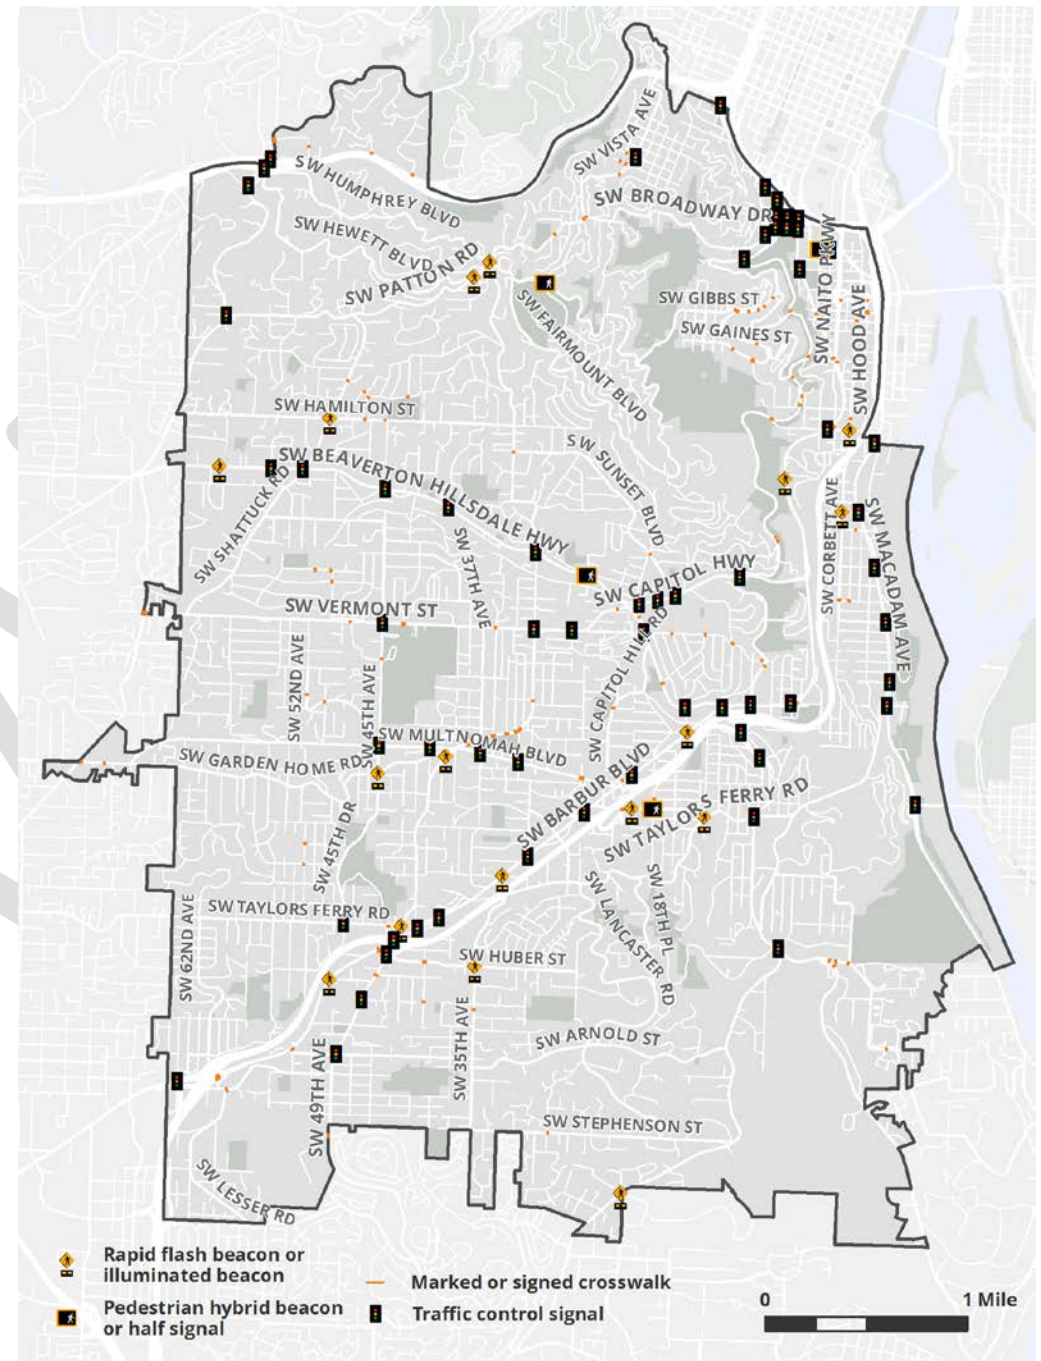 SW VISTA AVE
SW HUMPHREY BLVD
SW BROADWAY DR
SW HEWETT BLVD
SW PATTON RD
SW NAITO PKWY
SW GIBBS ST
SW FAIRMOUNT BLVD
SW GAINES ST
SW HOOD AVE
SW HAMILTON ST
SW SUNSET BLVD
SW BEAVERTON HILLSDALE HWY
SW SHATTUCK RD
SW CORBETT AVE
SW MACADAM AVE
SW 37TH AVE
SW CAPITOL HWY
SW VERMONT ST
SW CAPITOL HILL RD
SW 52ND AVE
SW 45TH AVE
SW MULTNOMAH BLVD
SW GARDEN HOME RD
SW BARBUR BLVD
SW TAYLORS FERRY RD
SW 45TH DR
SW 18TH PL
SW LANCASTER RD
SW TAYLORS FERRY RD
SW 62ND AVE
SW HUBER ST
SW 35TH AVE
SW ARNOLD ST
SW 49TH AVE
SW STEPHENSON ST
SW LESSER RD
Rapid flash beacon or
illuminated beacon
Marked or signed crosswalk
Pedestrian hybrid beacon
or half signal
Traffic control signal
0 1 Mile